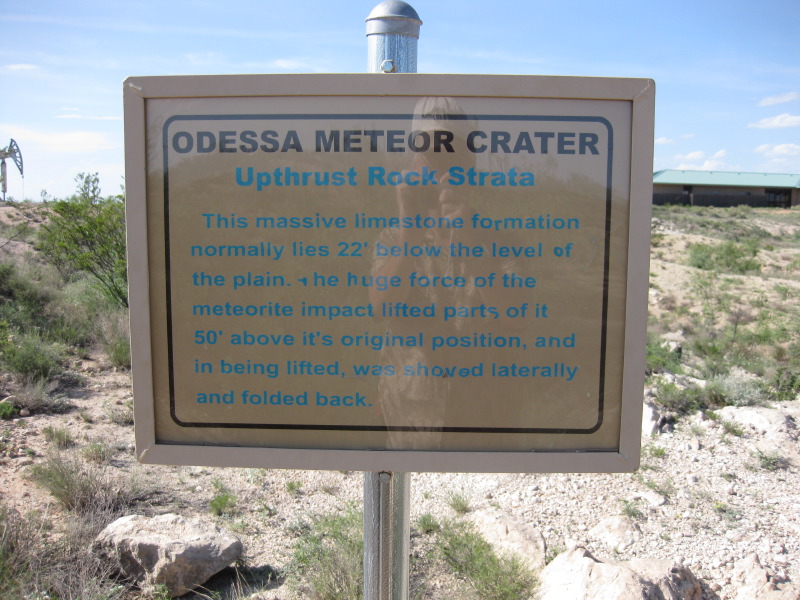 ODESSA METEOR CRATER
Upthrust Rock Strata
This massive limestone formation
normally lies 22' below the level of
the plain. The huge force of the
meteorite impact lifted parts of it
50' above it's original position, and
in being lifted, was shoved laterally
and folded back.